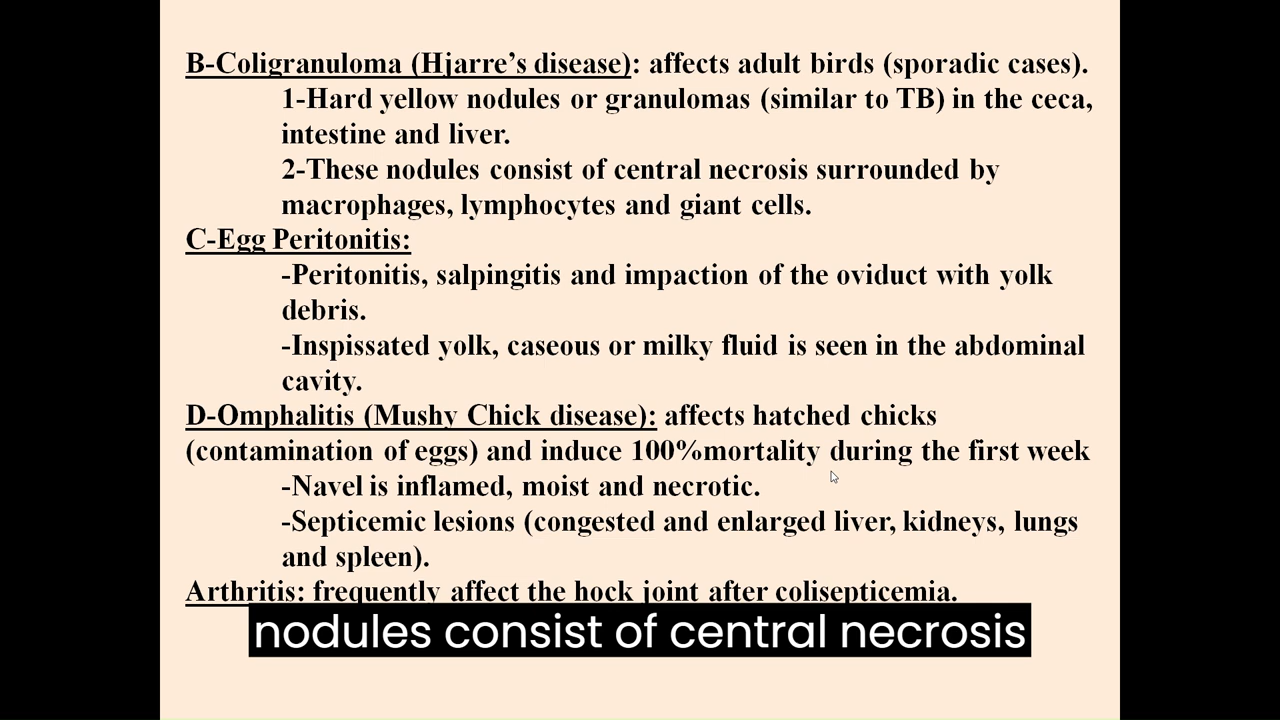 B-Coligranuloma (Hjarre’s disease): affects adult birds (sporadic cases).
1-Hard yellow nodules or granulomas (similar to TB) in the ceca,
intestine and liver.
2-These nodules consist of central necrosis surrounded by
macrophages, lymphocytes and giant cells.
C-Egg Peritonitis:
-Peritonitis, salpingitis and impaction of the oviduct with yolk
debris.
-Inspissated yolk, caseous or milky fluid is seen in the abdominal
cavity.
D-Omphalitis (Mushy Chick disease): affects hatched chicks
(contamination of eggs) and induce 100%mortality during the first week
-Navel is inflamed, moist and necrotic.
-Septicemic lesions (congested and enlarged liver, kidneys, lungs
and spleen).
Arthritis: frequently affect the hock joint after colisepticemia.
nodules consist of central necrosis